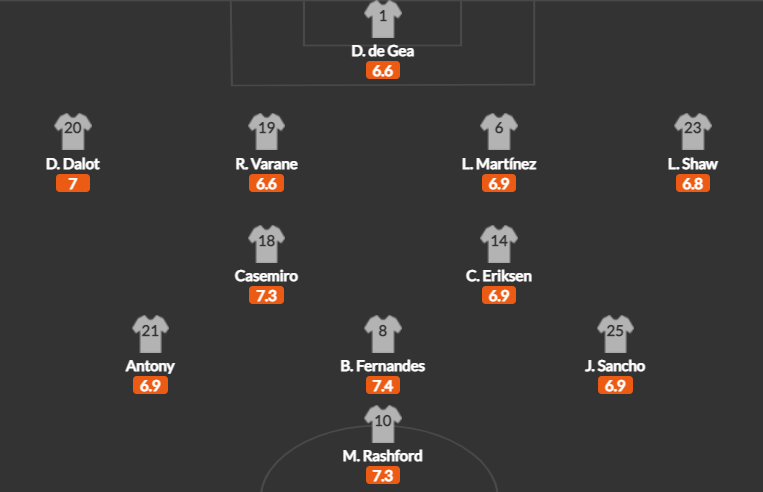 1
D. de Gea
6.6
20 19 6 23
D. Dalot R. Varane L. Martínez L. Shaw
7 6.6 6.9 6.8
18 14
Casemiro C. Eriksen
7.3 6.9
21 8 25
Antony B. Fernandes J. Sancho
6.9 7.4 6.9
10
M. Rashford
7.3